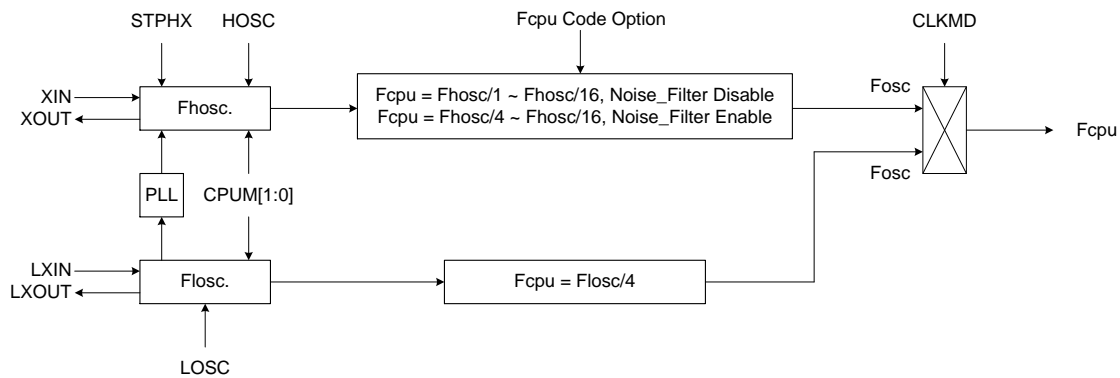 STPHX
HOSC
Fcpu Code Option
CLKMD
XIN
XOUT
Fhosc.
Fcpu = Fhosc/1 ~ Fhosc/16, Noise_Filter Disable
Fcpu = Fhosc/4 ~ Fhosc/16, Noise_Filter Enable
Fosc
Fcpu
Fosc
PLL
CPUM[1:0]
LXIN
LXOUT
Flosc.
Fcpu = Flosc/4
LOSC